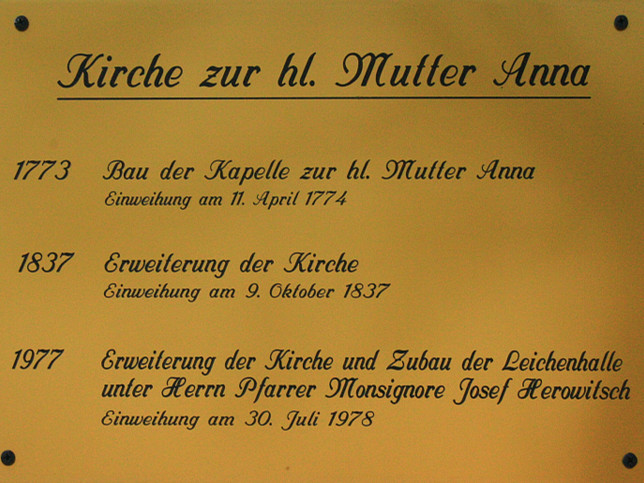 Kirche zur hl. Mutter Anna
1773 Bau der Kapelle zur hl. Mutter Anna
Einweihung am 11. April 1774
1837 Erweiterung der Kirche
Einweihung am 9. Oktober 1837
1977 Erweiterung der Kirche und Zubau der Leichenhalle
unter Herrn Pfarrer Monsignore Josef Herowitsch
Einweihung am 30. Juli 1978